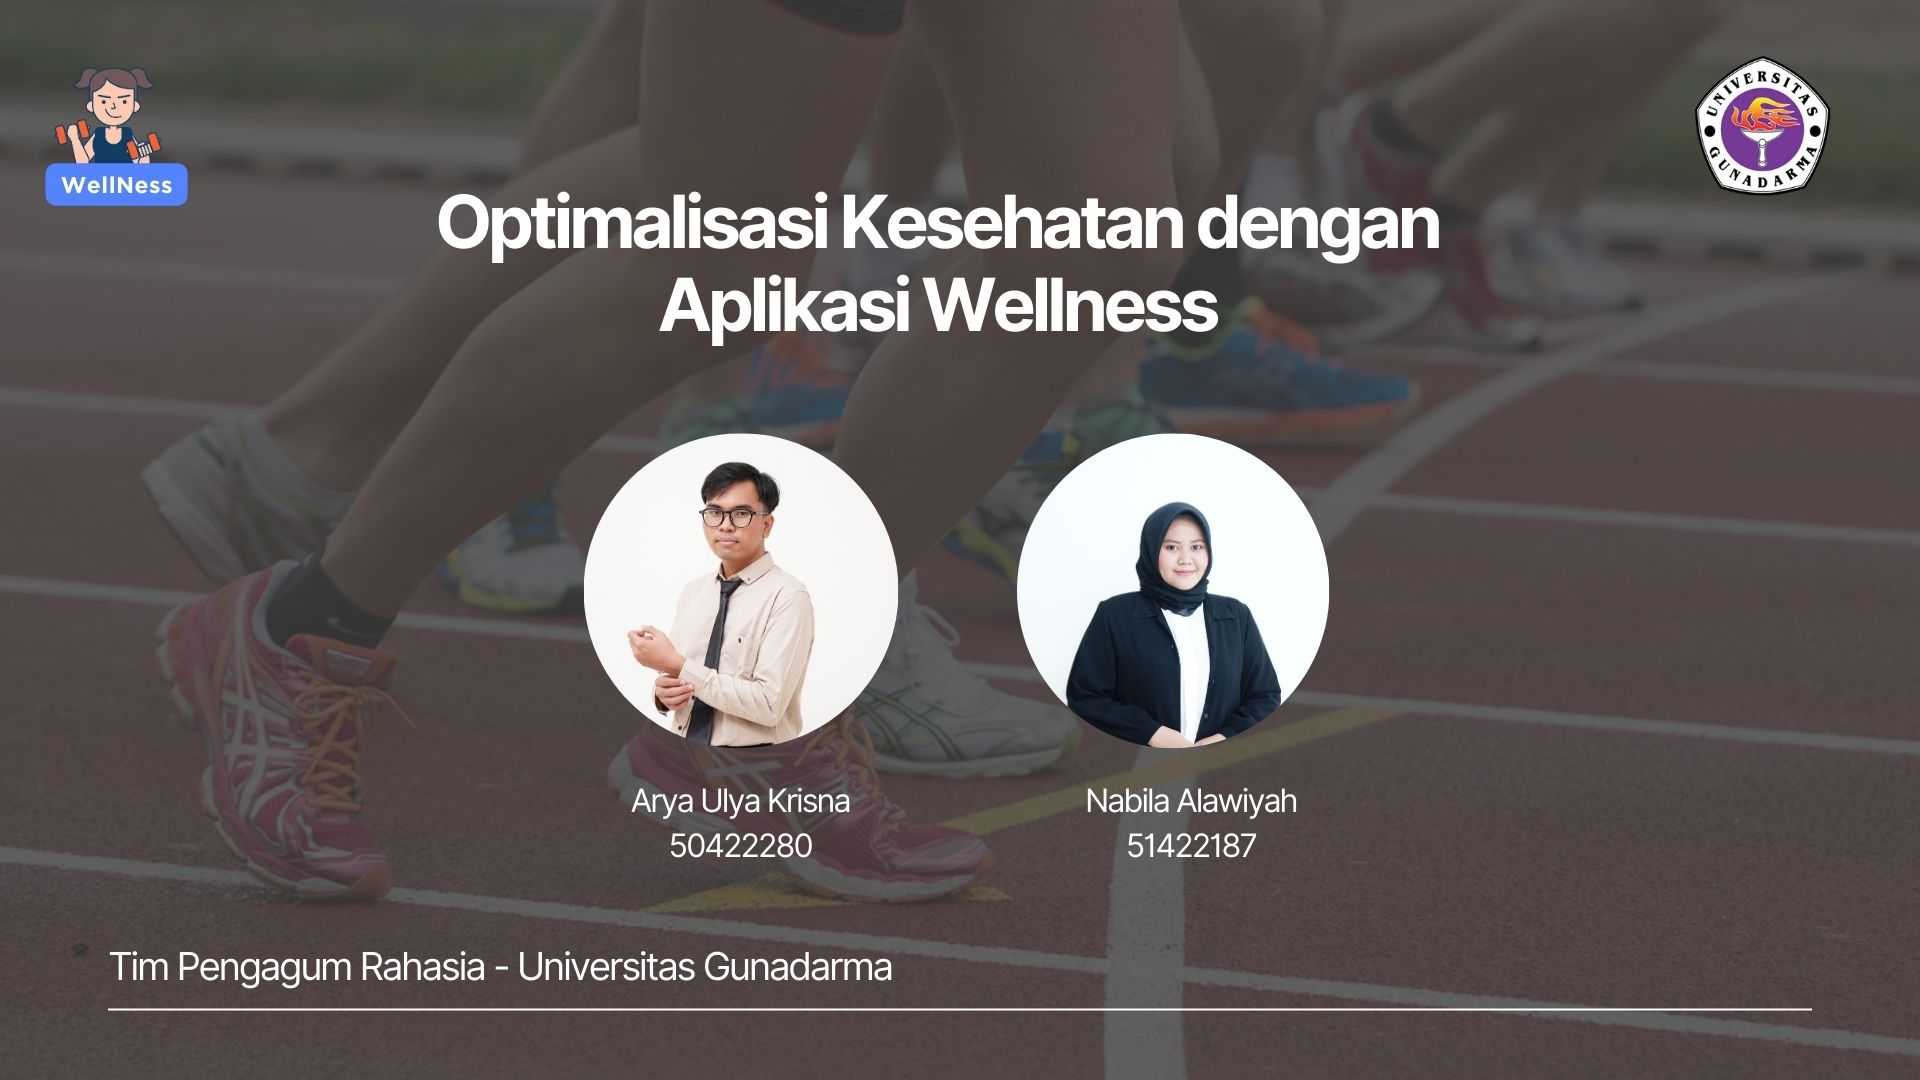 WellNess
UNIVERSITAS
GUNADARMA
Optimalisasi Kesehatan dengan
Aplikasi Wellness
Arya Ulya Krisna
50422280
Nabila Alawiyah
51422187
Tim Pengagum Rahasia - Universitas Gunadarma